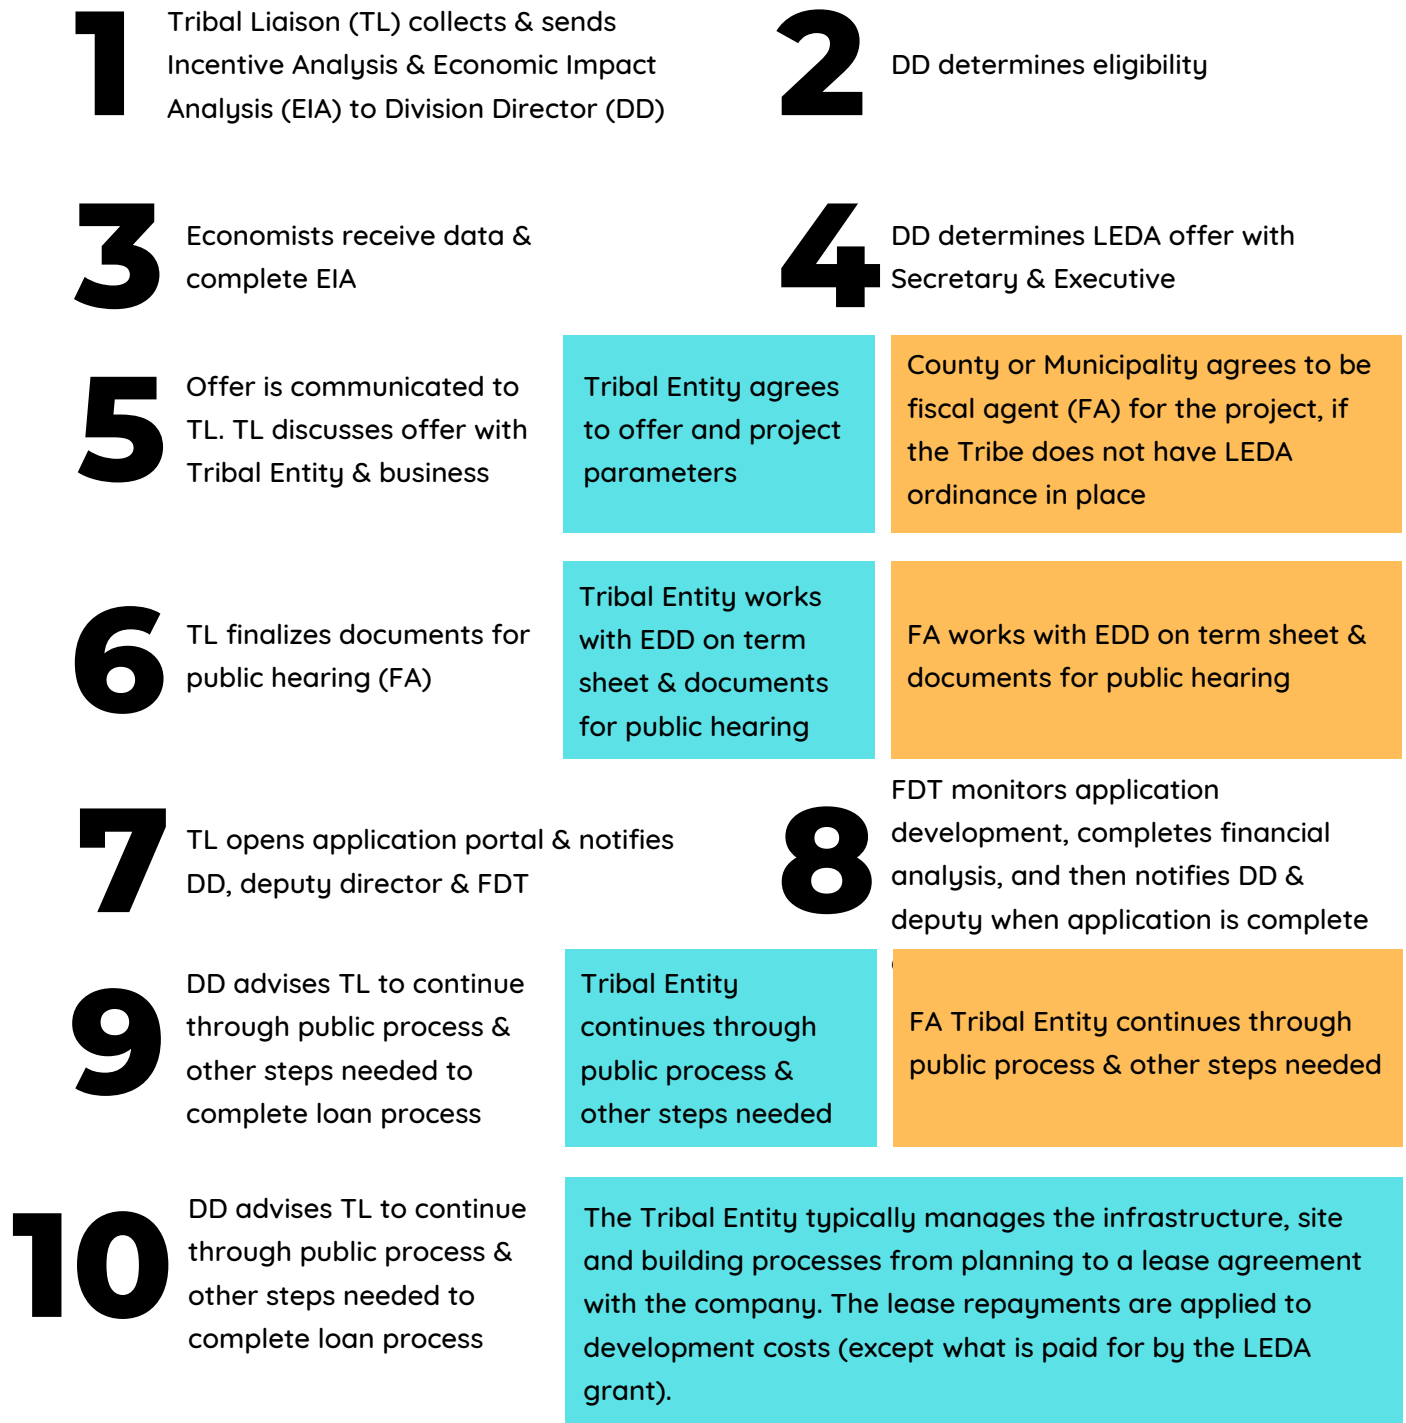 1
Tribal Liaison (TL) collects & sends
Incentive Analysis & Economic Impact
Analysis (EIA) to Division Director (DD)
2
DD determines eligibility
3
Economists receive data &
complete EIA
4
DD determines LEDA offer with
Secretary & Executive
5
Offer is communicated to
TL. TL discusses offer with
Tribal Entity & business
Tribal Entity agrees
to offer and project
parameters
County or Municipality agrees to be
fiscal agent (FA) for the project, if
the Tribe does not have LEDA
ordinance in place
6
TL finalizes documents for
public hearing (FA)
Tribal Entity works
with EDD on term
sheet & documents
for public hearing
FA works with EDD on term sheet &
documents for public hearing
7
TL opens application portal & notifies
DD, deputy director & FDT
8
FDT monitors application
development, completes financial
analysis, and then notifies DD &
deputy when application is complete
9
DD advises TL to continue
through public process &
other steps needed to
complete loan process
Tribal Entity
continues through
public process &
other steps needed
FA Tribal Entity continues through
public process & other steps needed
10
DD advises TL to continue
through public process &
other steps needed to
complete loan process
The Tribal Entity typically manages the infrastructure, site
and building processes from planning to a lease agreement
with the company. The lease repayments are applied to
development costs (except what is paid for by the LEDA
grant).